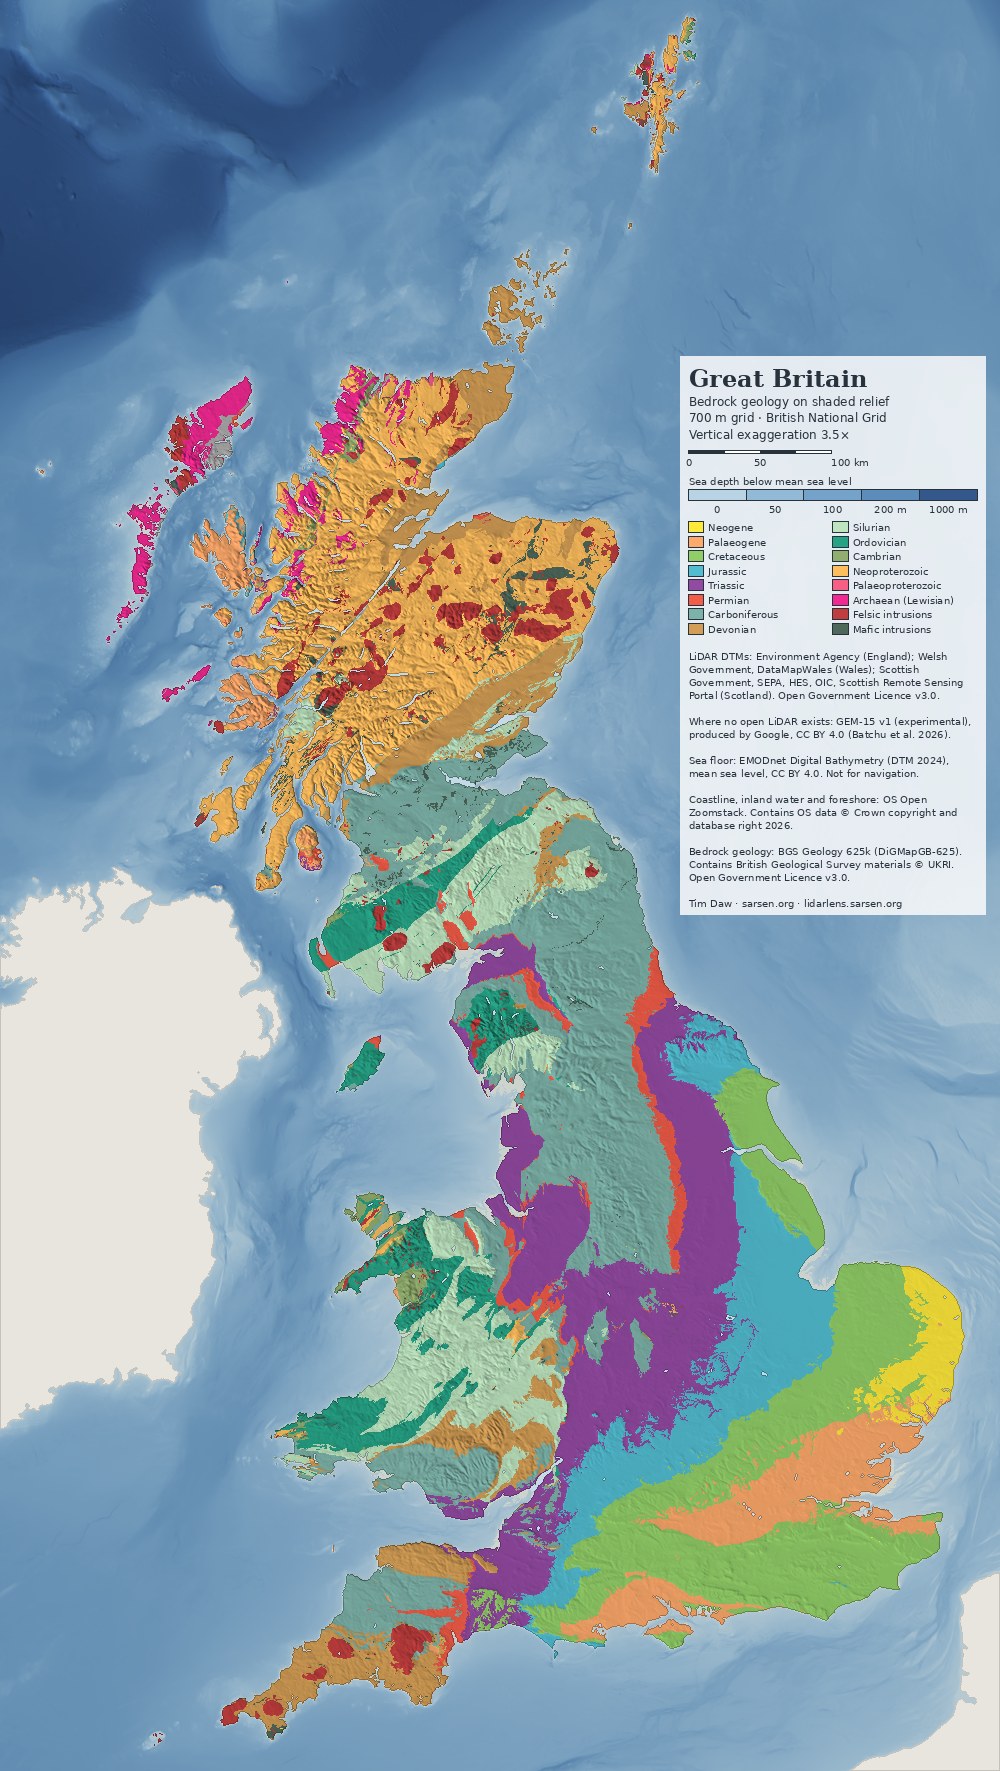 Great Britain
Bedrock geology on shaded relief
700 m grid · British National Grid
Vertical exaggeration 3.5×
0 50 100 km
Sea depth below mean sea level
0 50 100 200 m 1000 m
Neogene
Palaeogene
Cretaceous
Jurassic
Triassic
Permian
Carboniferous
Devonian
Silurian
Ordovician
Cambrian
Neoproterozoic
Palaeoproterozoic
Archaean (Lewisian)
Felsic intrusions
Mafic intrusions
LiDAR DTMs: Environment Agency (England); Welsh
Government, DataMapWales (Wales); Scottish
Government, SEPA, HES, OIC, Scottish Remote Sensing
Portal (Scotland). Open Government Licence v3.0.
Where no open LiDAR exists: GEM-15 v1 (experimental),
produced by Google, CC BY 4.0 (Batchu et al. 2026).
Sea floor: EMODnet Digital Bathymetry (DTM 2024),
mean sea level, CC BY 4.0. Not for navigation.
Coastline, inland water and foreshore: OS Open
Zoomstack. Contains OS data © Crown copyright and
database right 2026.
Bedrock geology: BGS Geology 625k (DiGMapGB-625).
Contains British Geological Survey materials © UKRI.
Open Government Licence v3.0.
Tim Daw · sarsen.org · lidarlens.sarsen.org